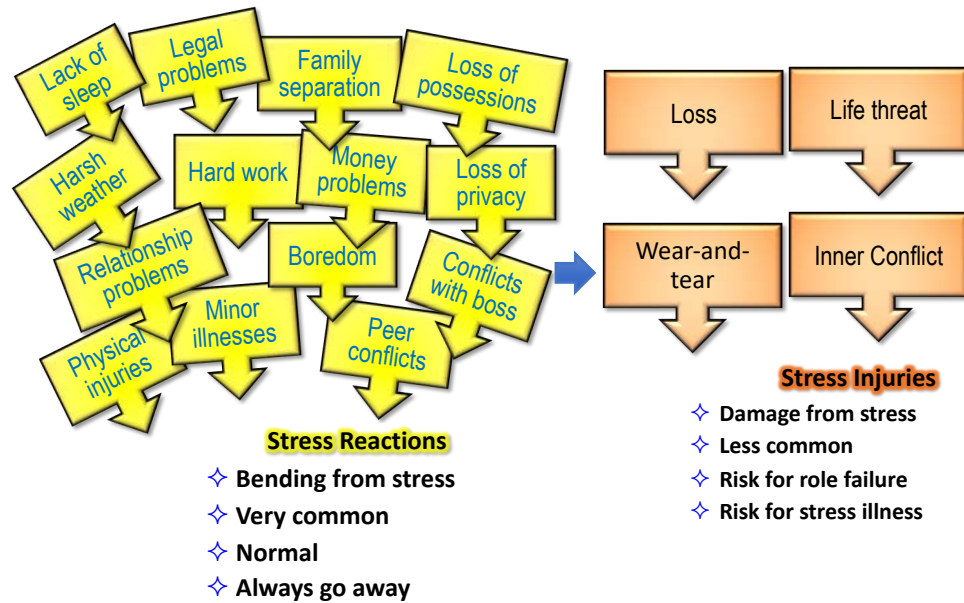 Lack of
sleep
Legal
problems
Family
separation
Loss of
possessions
Harsh
weather
Hard work
Money
problems
Loss of
privacy
Relationship
problems
Boredom
Conflicts
with boss
Physical
injuries
Minor
illnesses
Peer
conflicts
Stress Reactions
Bending from stress
Very common
Normal
Always go away
Loss
Life threat
Wear-and-
tear
Inner Conflict
Stress Injuries
Damage from stress
Less common
Risk for role failure
Risk for stress illness